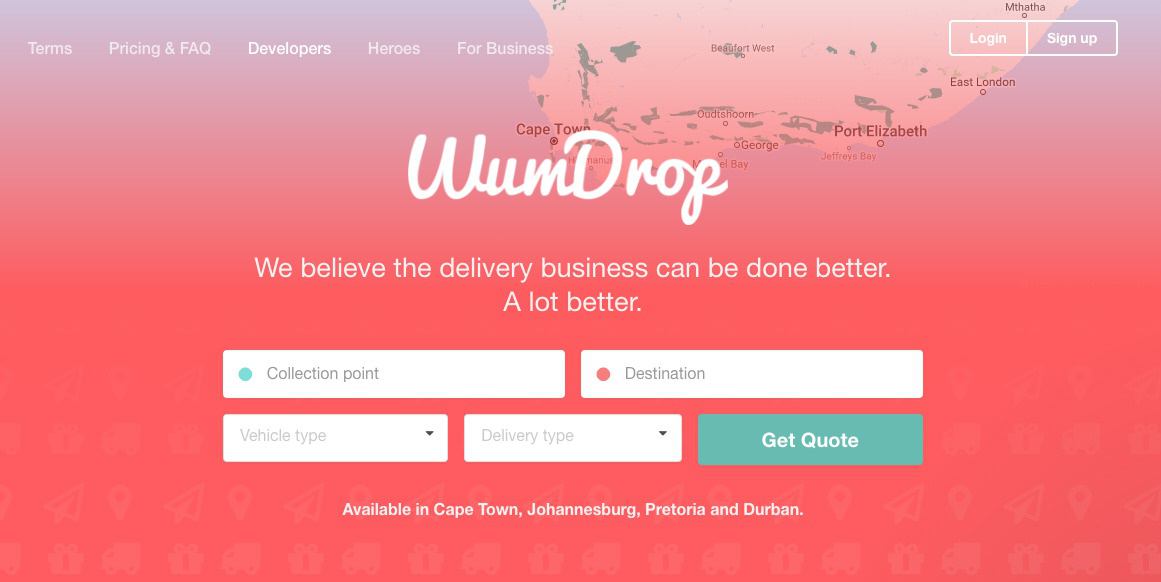 Terms
Pricing & FAQ
Developers
Heroes
For Business
Login
Sign up
Mthatha
Beaufort West
East London
Oudtshoorn
Cape Town
Port Elizabeth
George
Jeffreys Bay
WumDrop
We believe the delivery business can be done better.
A lot better.
Collection point
Destination
Vehicle type
Delivery type
Get Quote
Available in Cape Town, Johannesburg, Pretoria and Durban.